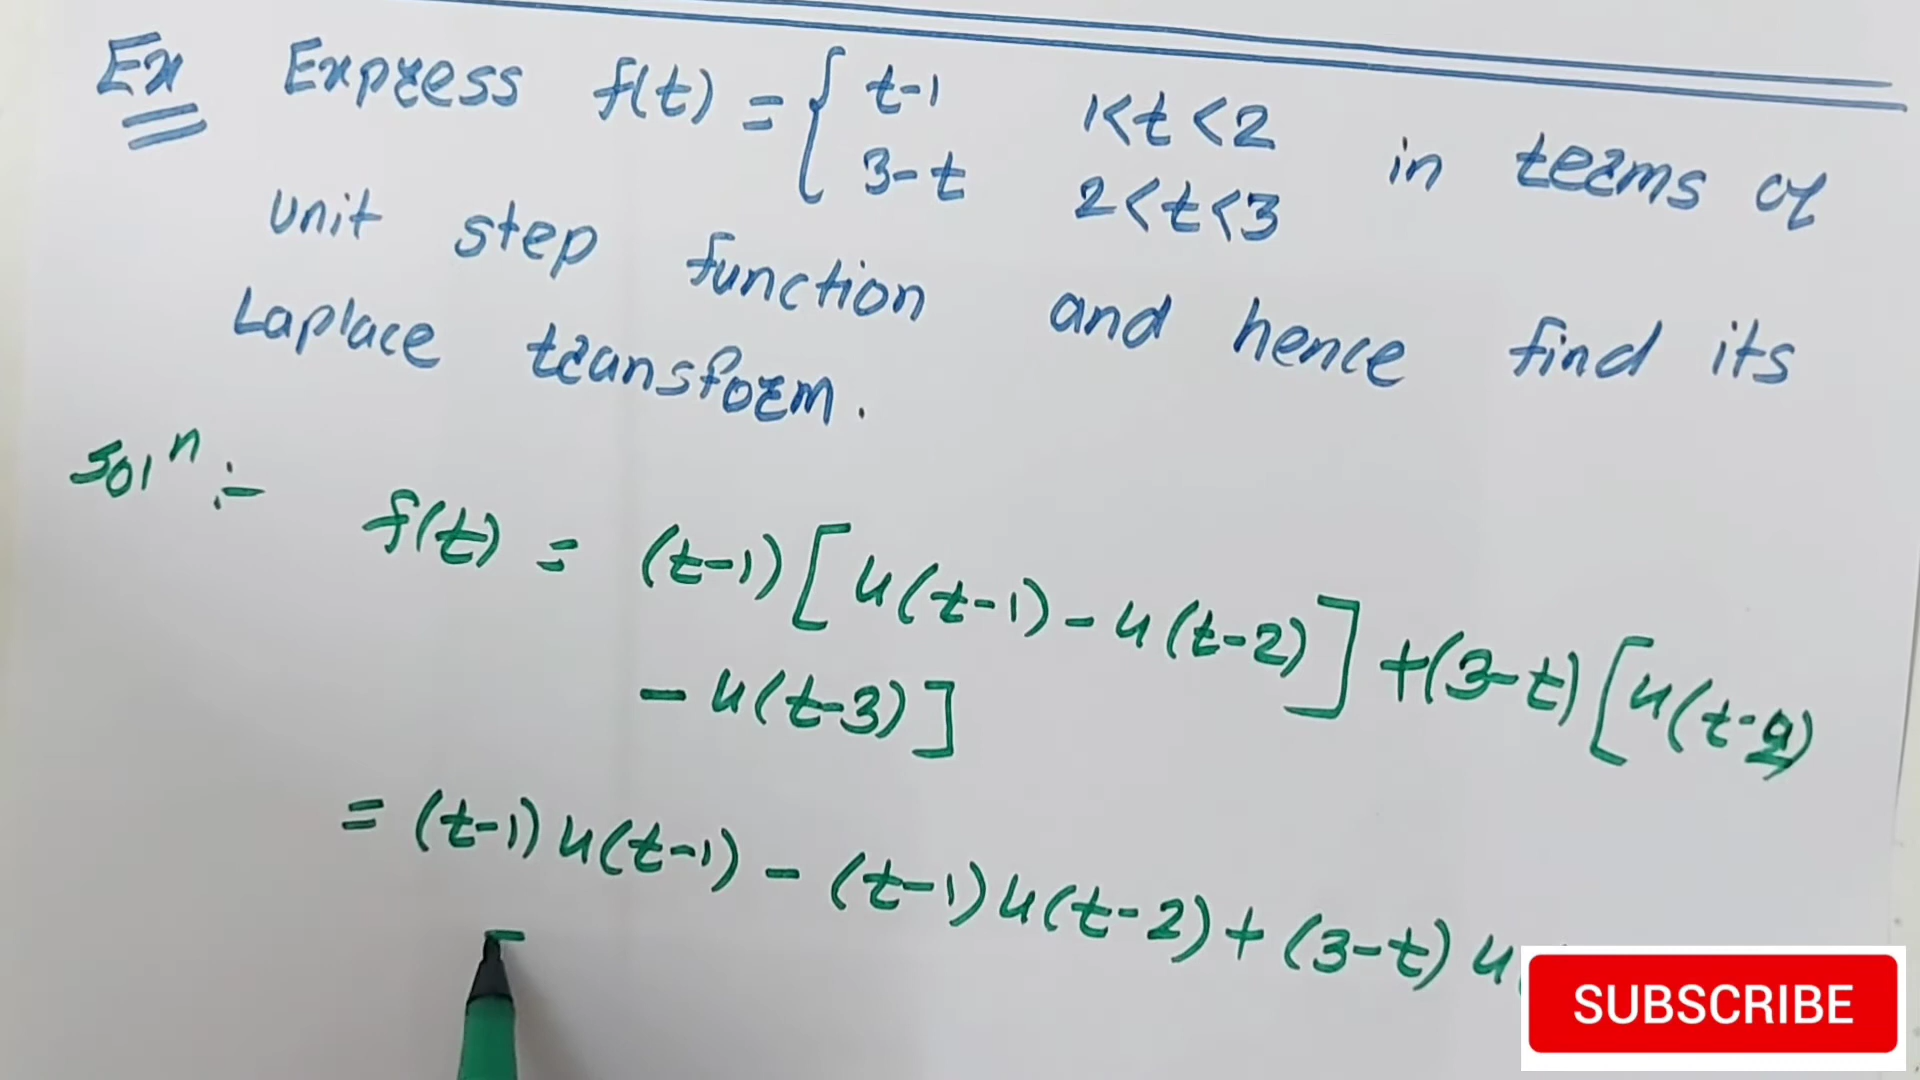 Ex Express f(t) = { t-1 1<t<2 in terms of
3-t 2<t<3
unit step function and hence find its
Laplace transform.
Solⁿ :- f(t) = (t-1)[u(t-1)-u(t-2)]+(3-t)[u(t-2)
- u(t-3)]
= (t-1)u(t-1) - (t-1)u(t-2)+(3-t) u(
-
SUBSCRIBE